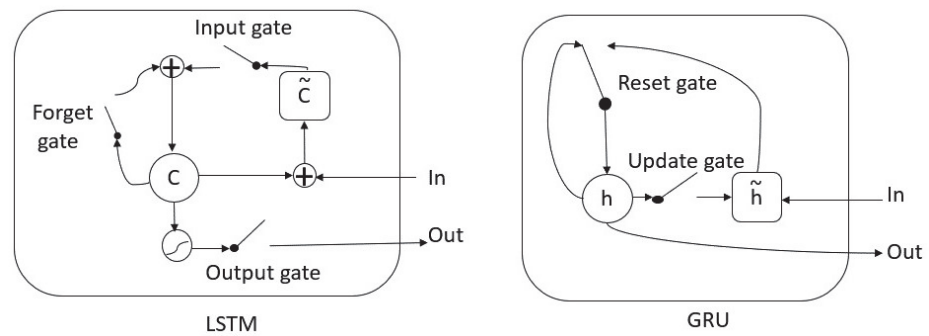 Input gate
C̃
Forget
gate
C
In
Out
Output gate
LSTM
Reset gate
Update gate
h
h̃
In
Out
GRU